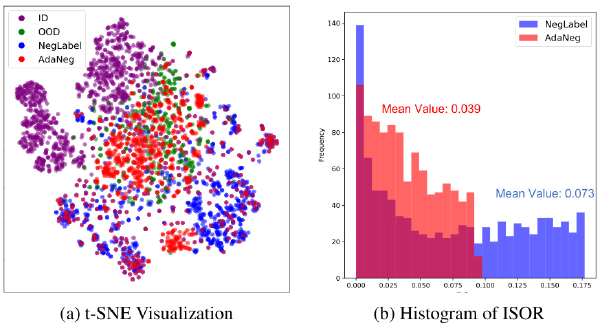 ID
OOD
NegLabel
AdaNeg
(a) t-SNE Visualization
140
120
100
80
60
40
20
0
Frequency
NegLabel
AdaNeg
Mean Value: 0.039
Mean Value: 0.073
0.000
0.025
0.050
0.075
0.100
0.125
0.150
0.175
(b) Histogram of ISOR